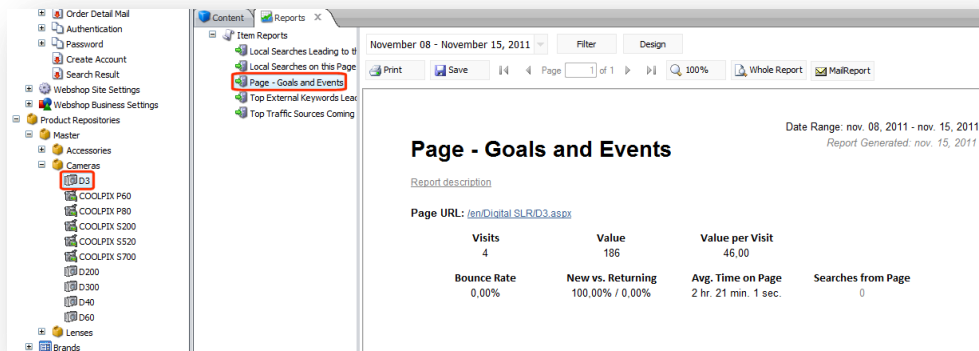 Order Detail Mail
Authentication
Password
Create Account
Search Result
Webshop Site Settings
Webshop Business Settings
Product Repositories
Master
Accessories
Cameras
D3
COOLPIX P60
COOLPIX P80
COOLPIX S200
COOLPIX S520
COOLPIX S700
D200
D300
D40
D60
Lenses
Brands
Content
Reports X
Item Reports
Local Searches Leading to th
Local Searches on this Page
Page - Goals and Events
Top External Keywords Lead
Top Traffic Sources Coming
November 08 - November 15, 2011 Filter Design
Print Save Page 1 of 1 100% Whole Report MailReport
Date Range: nov. 08, 2011 - nov. 15, 2011
Report Generated: nov. 15, 2011
Page - Goals and Events
Report description
Page URL: /en/Digital SLR/D3.aspx
Visits Value Value per Visit
4 186 46,00
Bounce Rate New vs. Returning Avg. Time on Page Searches from Page
0,00% 100,00% / 0,00% 2 hr. 21 min. 1 sec. 0